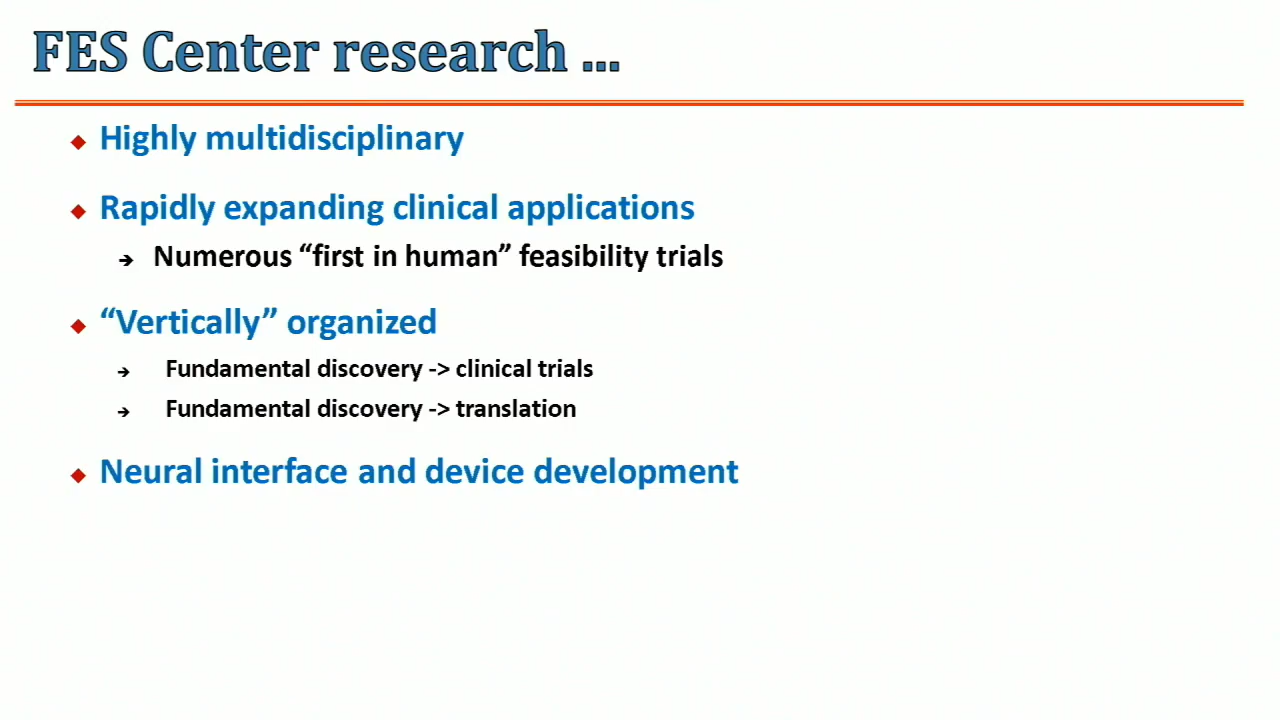 FES Center research ...
Highly multidisciplinary
Rapidly expanding clinical applications
Numerous “first in human” feasibility trials
“Vertically” organized
Fundamental discovery -> clinical trials
Fundamental discovery -> translation
Neural interface and device development